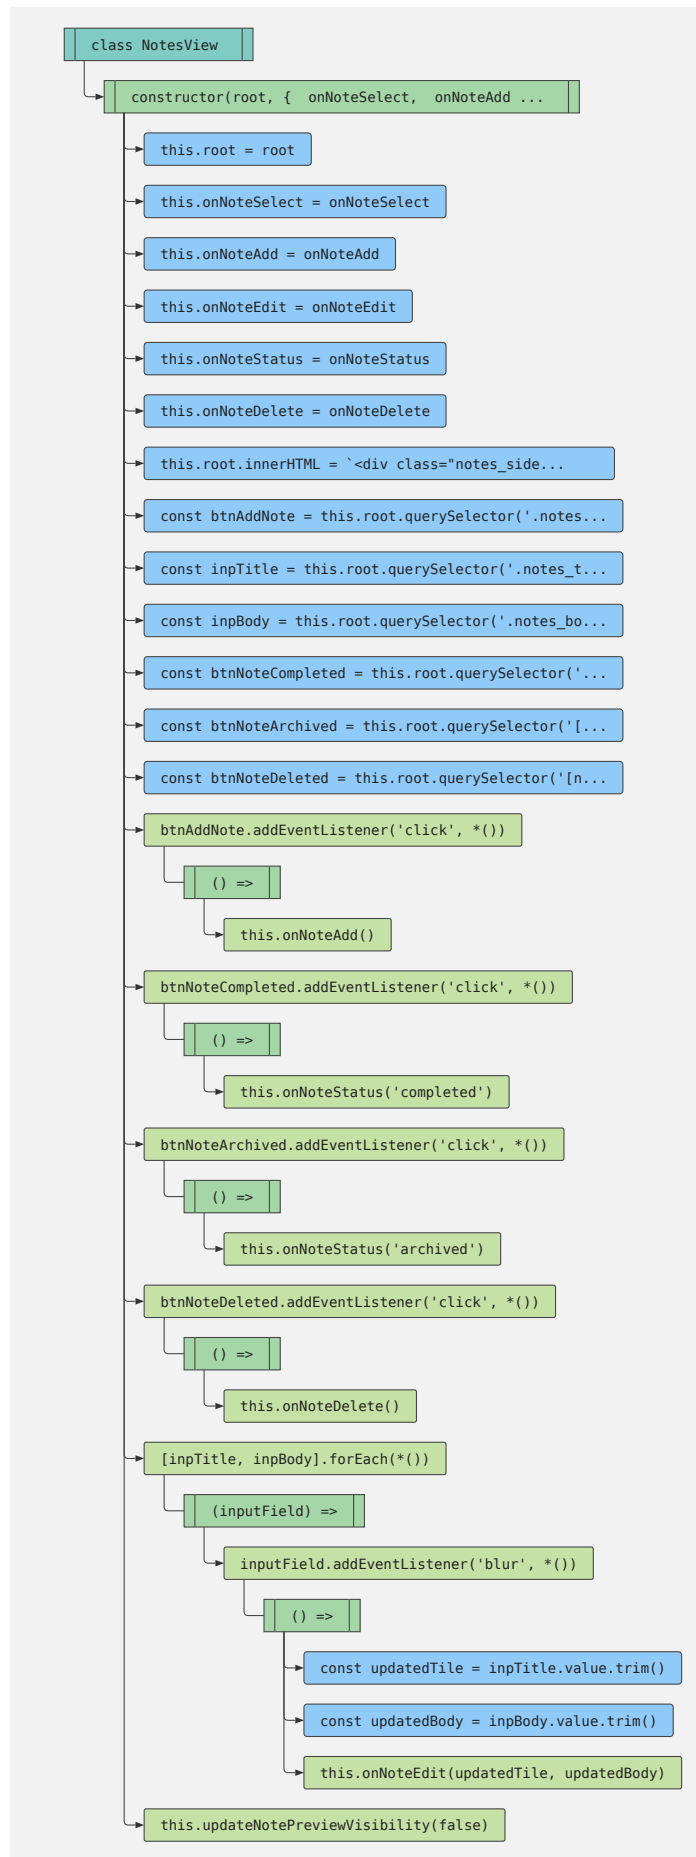 class NotesView
constructor(root, {  onNoteSelect,  onNoteAdd ...
this.root = root
this.onNoteSelect = onNoteSelect
this.onNoteAdd = onNoteAdd
this.onNoteEdit = onNoteEdit
this.onNoteStatus = onNoteStatus
this.onNoteDelete = onNoteDelete
this.root.innerHTML = `<div class="notes_side...
const btnAddNote = this.root.querySelector('.notes...
const inpTitle = this.root.querySelector('.notes_t...
const inpBody = this.root.querySelector('.notes_bo...
const btnNoteCompleted = this.root.querySelector('...
const btnNoteArchived = this.root.querySelector('[...
const btnNoteDeleted = this.root.querySelector('[n...
btnAddNote.addEventListener('click', *())
() =>
this.onNoteAdd()
btnNoteCompleted.addEventListener('click', *())
() =>
this.onNoteStatus('completed')
btnNoteArchived.addEventListener('click', *())
() =>
this.onNoteStatus('archived')
btnNoteDeleted.addEventListener('click', *())
() =>
this.onNoteDelete()
[inpTitle, inpBody].forEach(*())
(inputField) =>
inputField.addEventListener('blur', *())
() =>
const updatedTile = inpTitle.value.trim()
const updatedBody = inpBody.value.trim()
this.onNoteEdit(updatedTile, updatedBody)
this.updateNotePreviewVisibility(false)